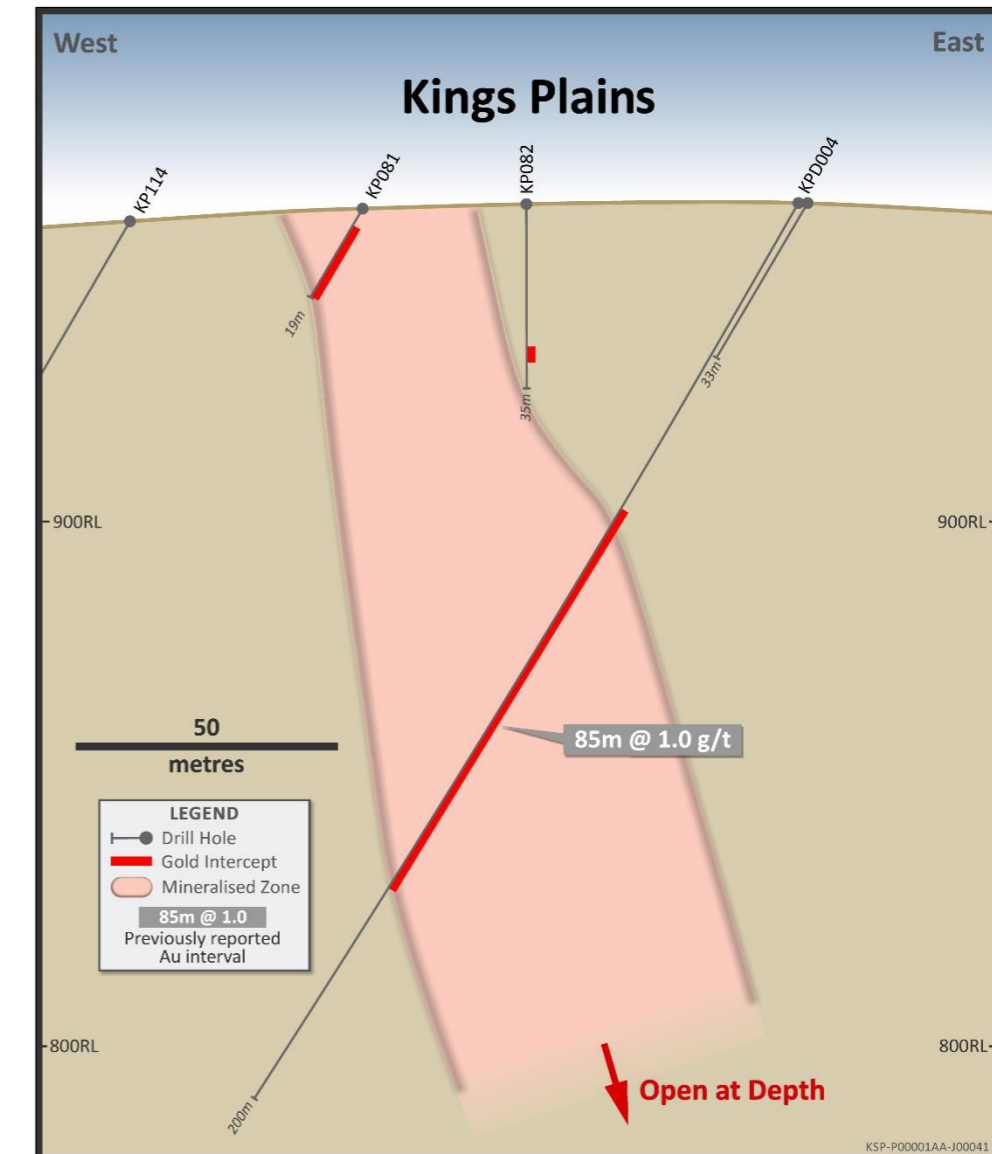 West
East
Kings Plains
KP114
KP081
KP082
KPD004
19m
35m
33m
-900RL
900RL-
85m @ 1.0 g/t
50
metres
LEGEND
Drill Hole
Gold Intercept
Mineralised Zone
85m @ 1.0
Previously reported
Au interval
-800RL
800RL-
Open at Depth
200m
KSP-P00001AA-J00041